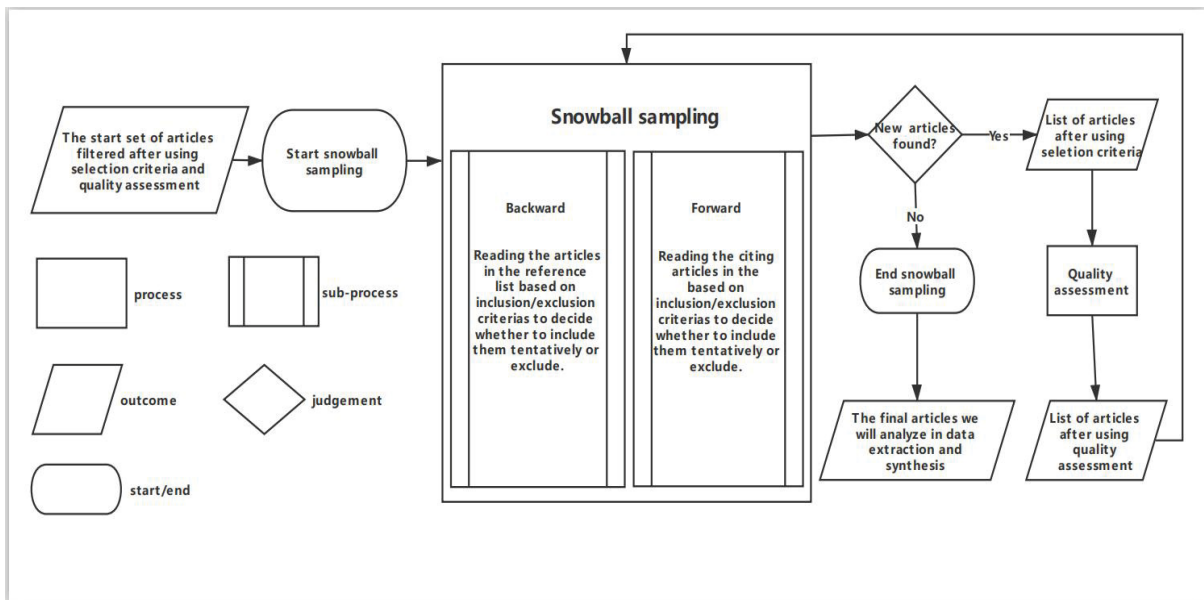 The start set of articles
filtered after using
selection criteria and
quality assessment
Start snowball
sampling
Snowball sampling
Backward
Reading the articles
in the reference
list based on
inclusion/exclusion
criterias to decide
whether to include
them tentatively or
exclude.
Forward
Reading the citing
articles in the
based on
inclusion/exclusion
criterias to decide
whether to include
them tentatively or
exclude.
New articles
found?
Yes
List of articles
after using
seletion criteria
No
End snowball
sampling
Quality
assessment
The final articles we
will analyze in data
extraction and
synthesis
List of articles
after using
quality
assessment
process
sub-process
outcome
judgement
start/end